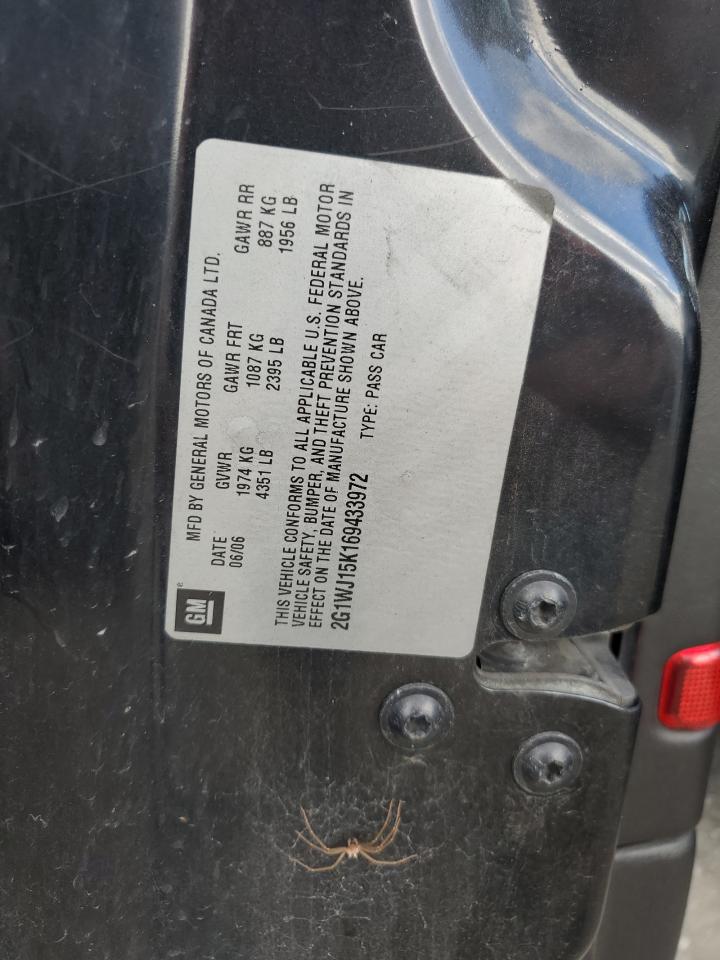 GM
MFD BY GENERAL MOTORS OF CANADA LTD.
DATE GVWR GAWR FRT GAWR RR
06/06 1974 KG 1087 KG 887 KG
4351 LB 2395 LB 1956 LB
THIS VEHICLE CONFORMS TO ALL APPLICABLE U.S. FEDERAL MOTOR
VEHICLE SAFETY, BUMPER, AND THEFT PREVENTION STANDARDS IN
EFFECT ON THE DATE OF MANUFACTURE SHOWN ABOVE.
2G1WJ15K169433972 TYPE: PASS CAR